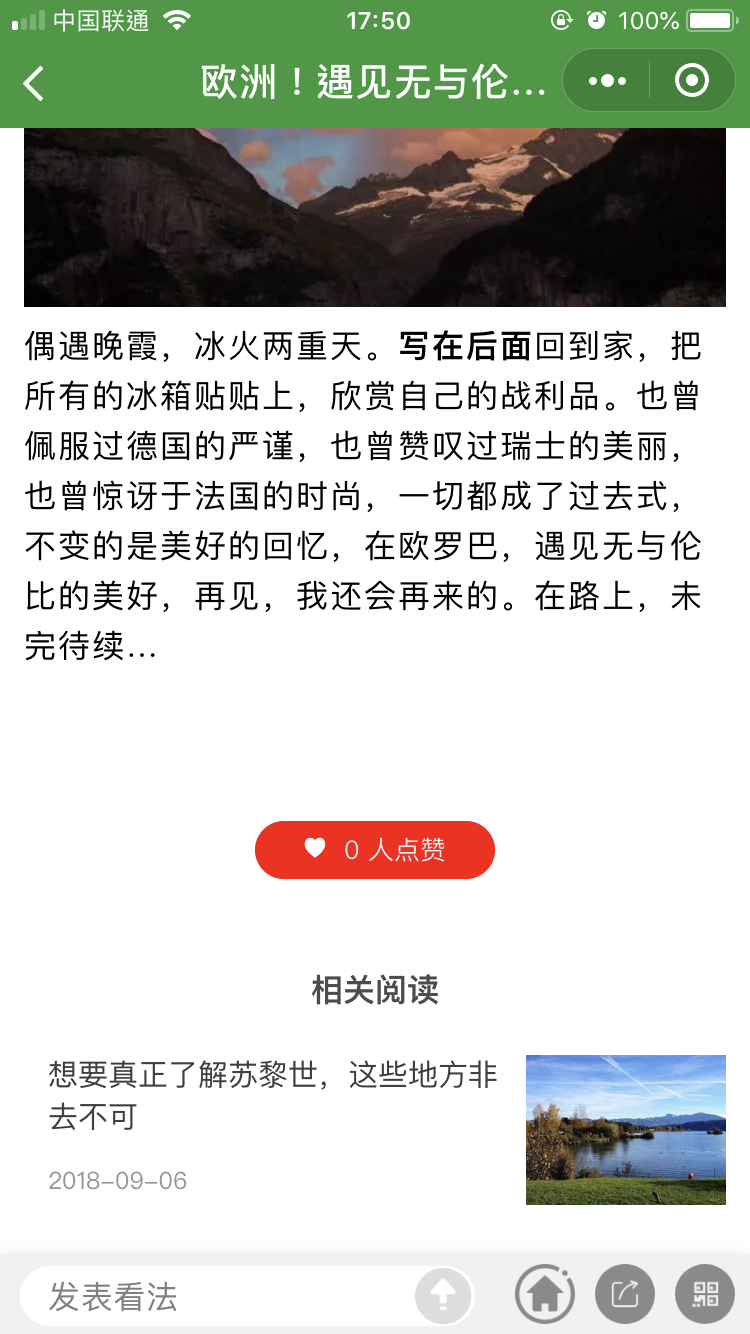 中国联通
17:50
100%
欧洲！遇见无与伦...
偶遇晚霞，冰火两重天。写在后面回到家，把
所有的冰箱贴贴上，欣赏自己的战利品。也曾
佩服过德国的严谨，也曾赞叹过瑞士的美丽，
也曾惊讶于法国的时尚，一切都成了过去式，
不变的是美好的回忆，在欧罗巴，遇见无与伦
比的美好，再见，我还会再来的。在路上，未
完待续...
0 人点赞
相关阅读
想要真正了解苏黎世，这些地方非
去不可
2018-09-06
发表看法